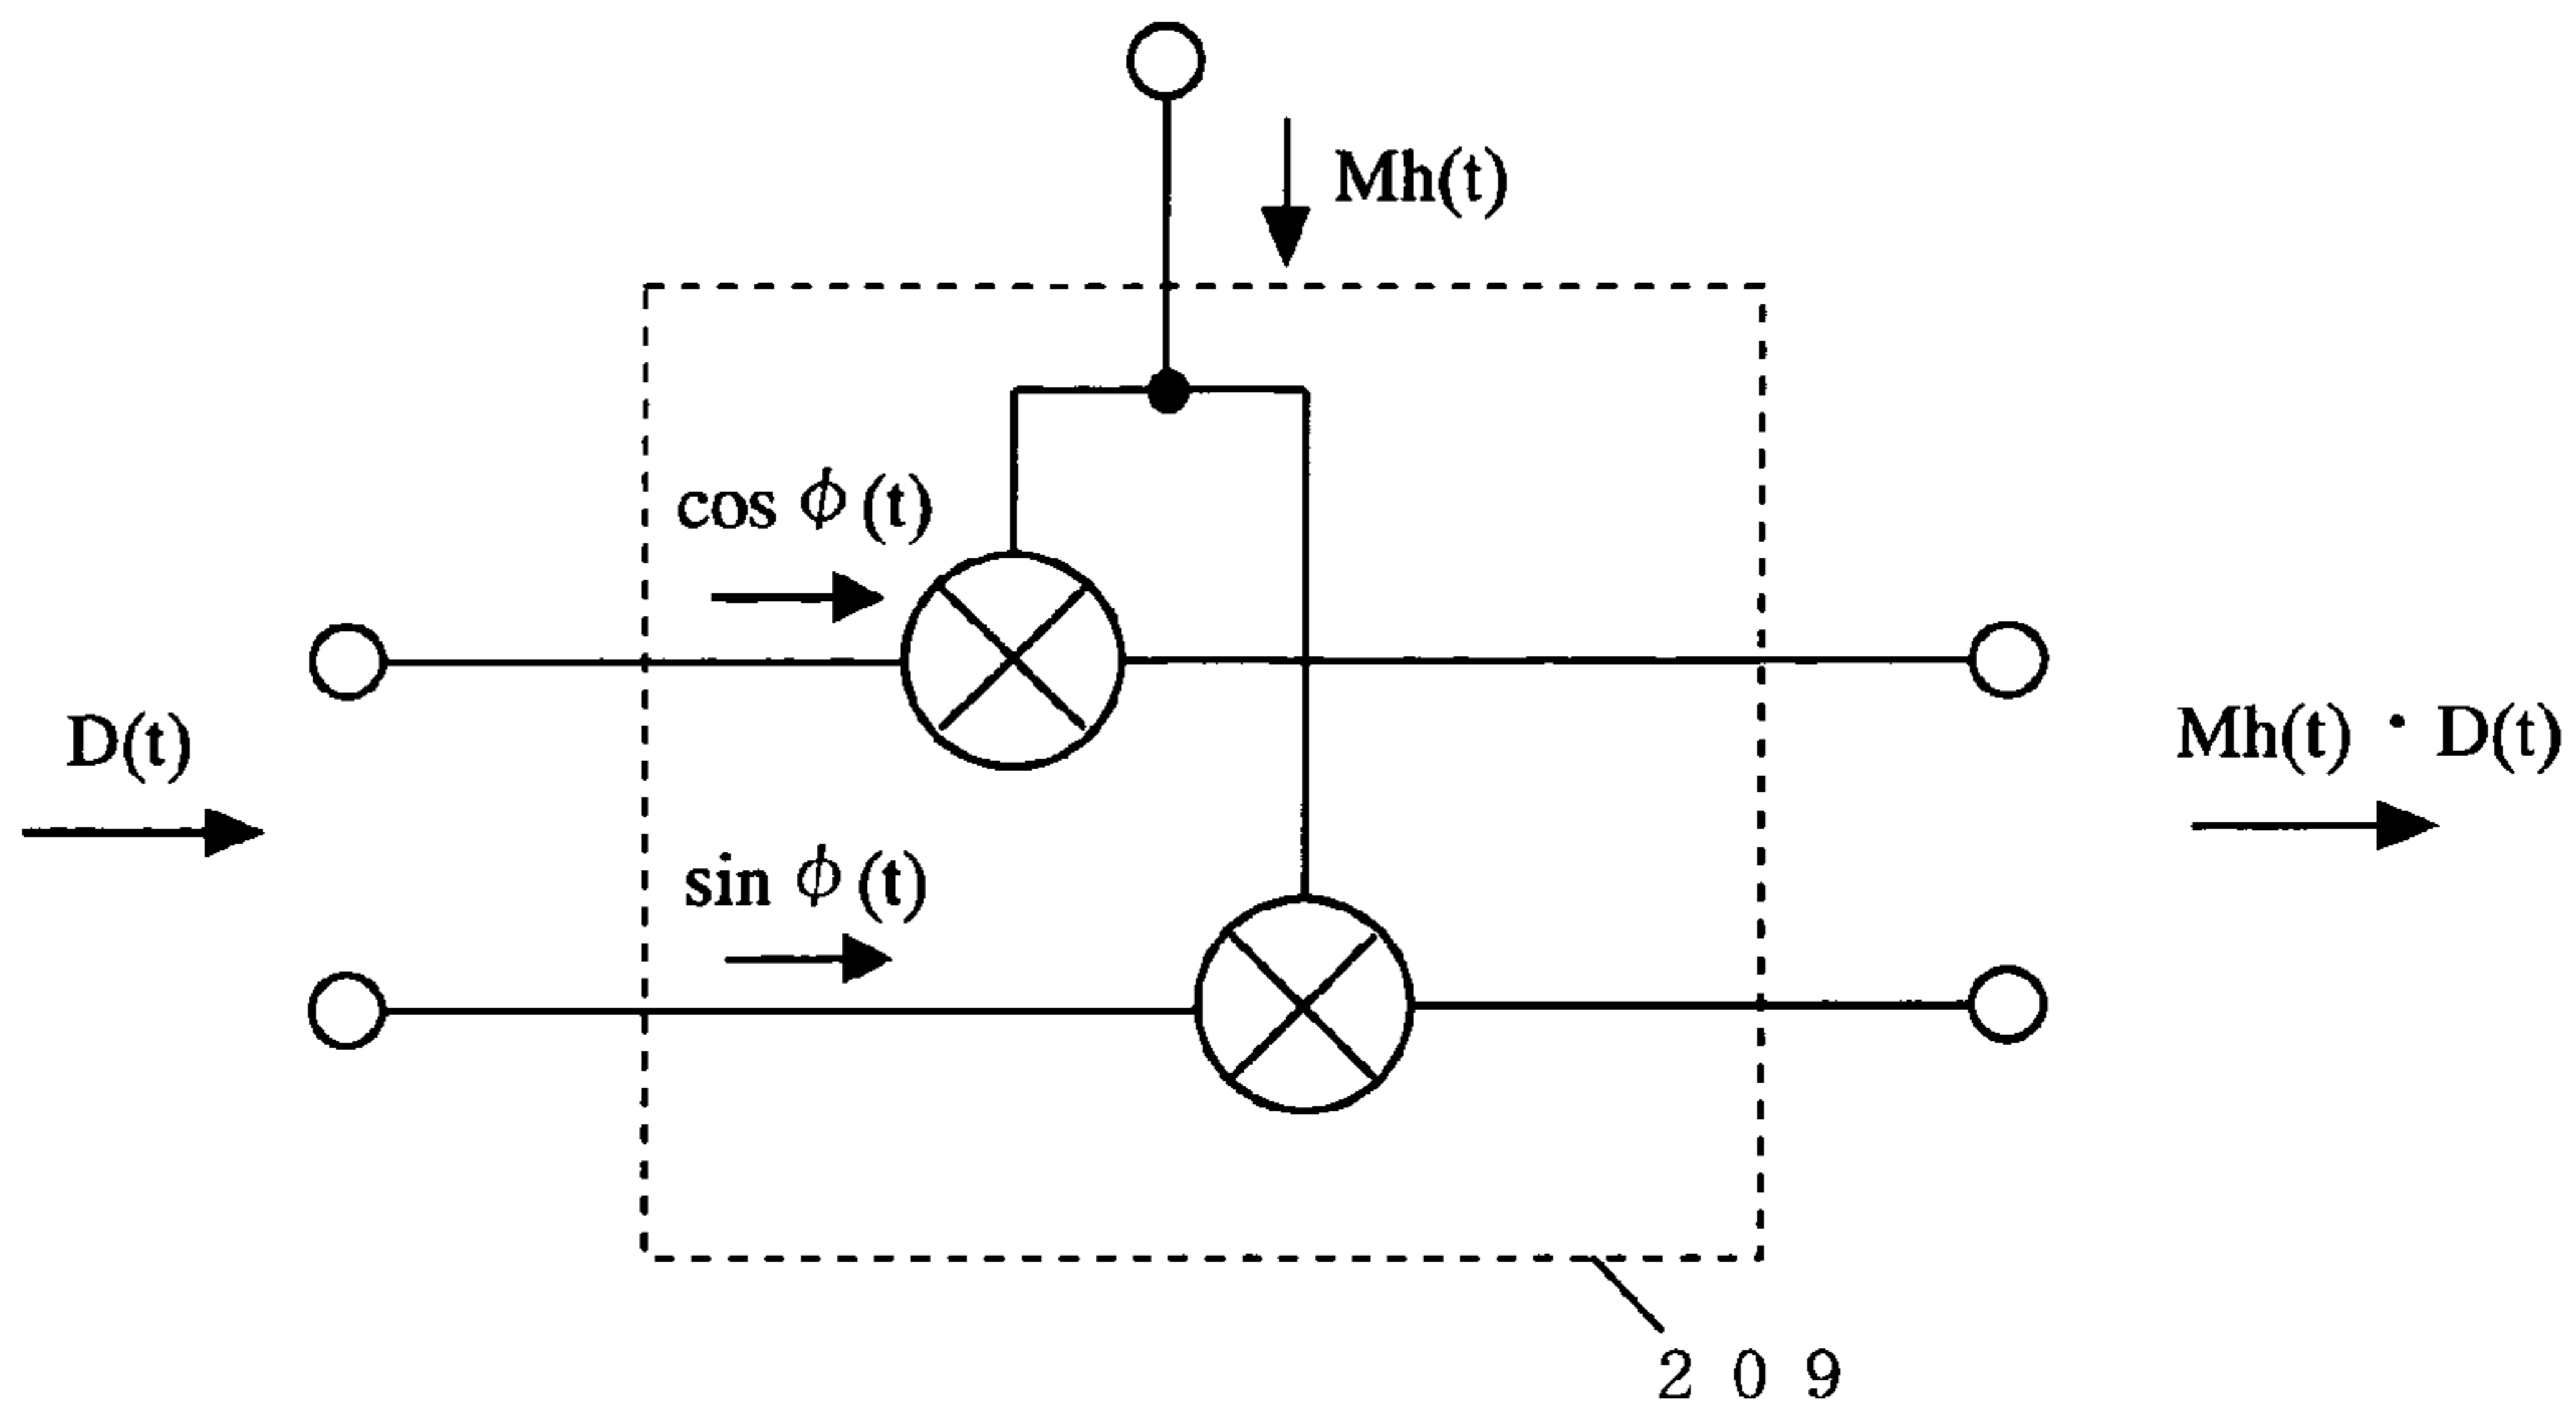 Mh(t)
cos ϕ (t)
D(t)
Mh(t) · D(t)
sin ϕ (t)
2 0 9